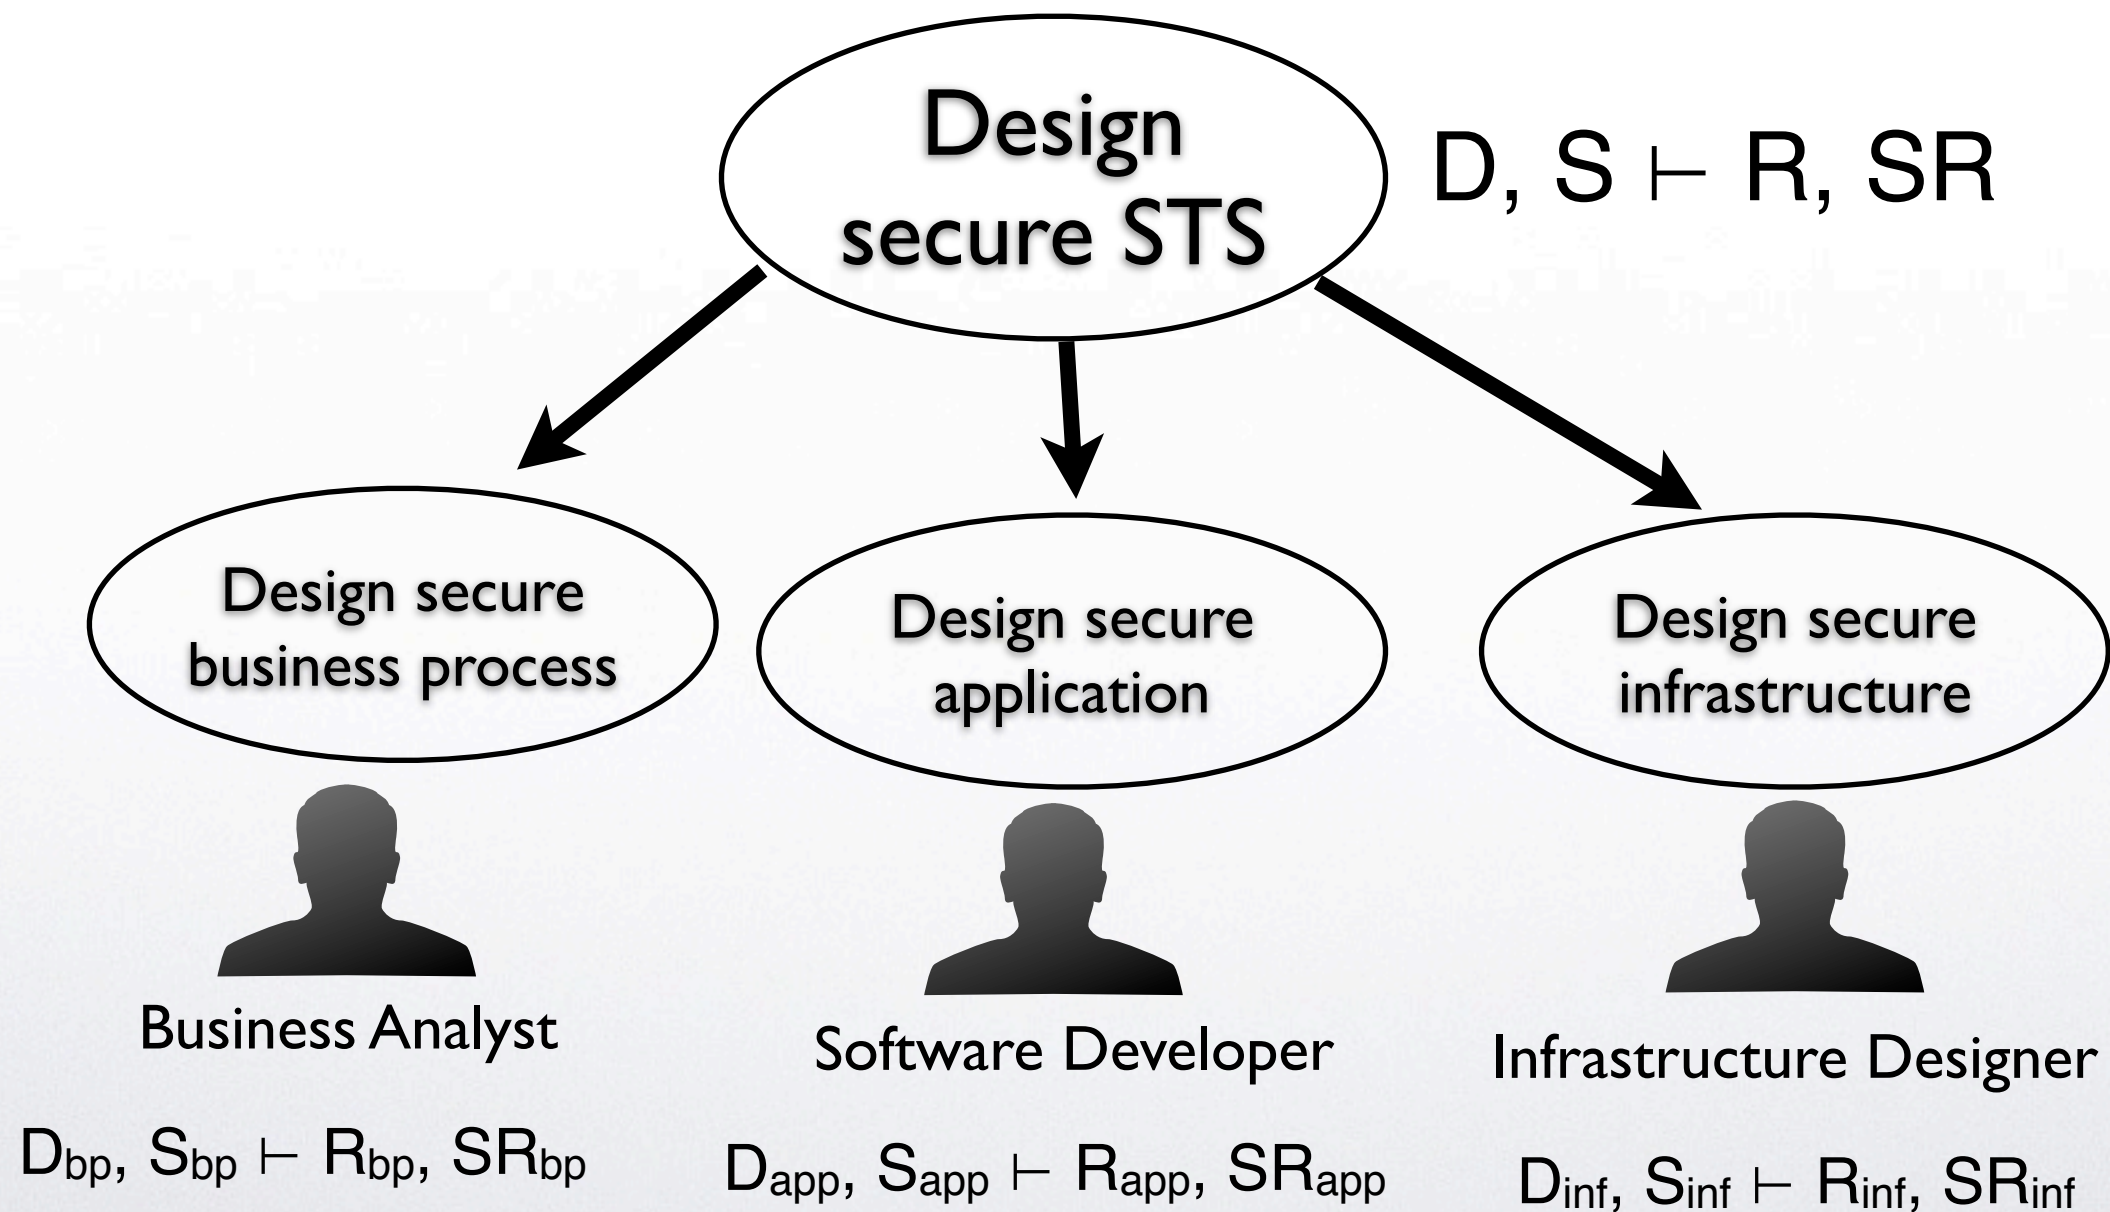 Design
secure STS
D, S ⊢ R, SR
Design secure
business process
Design secure
application
Design secure
infrastructure
Business Analyst
Software Developer
Infrastructure Designer
Dbp, Sbp ⊢ Rbp, SRbp
Dapp, Sapp ⊢ Rapp, SRapp
Dinf, Sinf ⊢ Rinf, SRinf